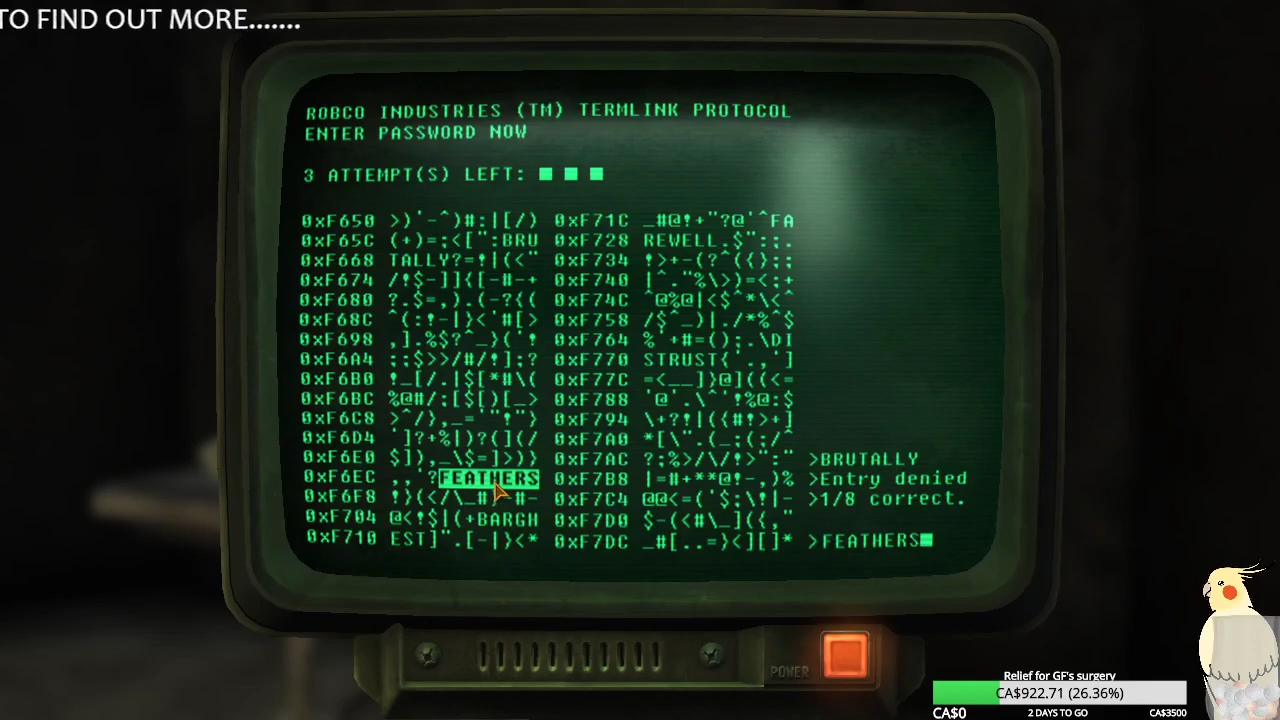 TO FIND OUT MORE.......
ROBCO INDUSTRIES (TM) TERMLINK PROTOCOL
ENTER PASSWORD NOW
3 ATTEMPT(S) LEFT: ■ ■ ■
0xF650 >)'-^)#:|[/) 0xF71C _#@!+"?@'^FA
0xF65C (+)=;<[":BRU 0xF728 REWELL.$":;.
0xF668 TALLY?=!|(<" 0xF734 !>+-(?^({};;
0xF674 /!$-]]{[-#-+ 0xF740 |^."%\>)=<;+
0xF680 ?.$=,).(-?{( 0xF74C ^@%@|<$^*\<^
0xF68C ^(:!-|}<'#[> 0xF758 /$^_)|./*%^$
0xF698 ,].%$?^_}('! 0xF764 %^+#=();.\DI
0xF6A4 ;;$>>/#/!];? 0xF770 STRUST{'.,']
0xF6B0 !_[/.|$[*#\( 0xF77C =<__]}@]((<=
0xF6BC %@#/;[$[)[_> 0xF788 '@'.\^'!%@:$
0xF6C8 >^/},_='"!"} 0xF794 \+?!|({#!>+]
0xF6D4 ']?+%|)?(](/ 0xF7A0 *[\".(_;(;/^
0xF6E0 $]),_\$=]>)} 0xF7AC ?;%>/\/!>":" >BRUTALLY
0xF6EC ,,'?FEATHERS 0xF7B8 |=#+**@!-,)% >Entry denied
0xF6F8 !}(</\_#}-#- 0xF7C4 @@<=('$;\!|- >1/8 correct.
0xF704 @<!$|(+BARGH 0xF7D0 $-(<#\_]({,"
0xF710 EST]".[-|}<* 0xF7DC _#[..=}<][]* >FEATHERS■
POWER
Relief for GF's surgery
CA$922.71 (26.36%)
CA$0 2 DAYS TO GO CA$3500